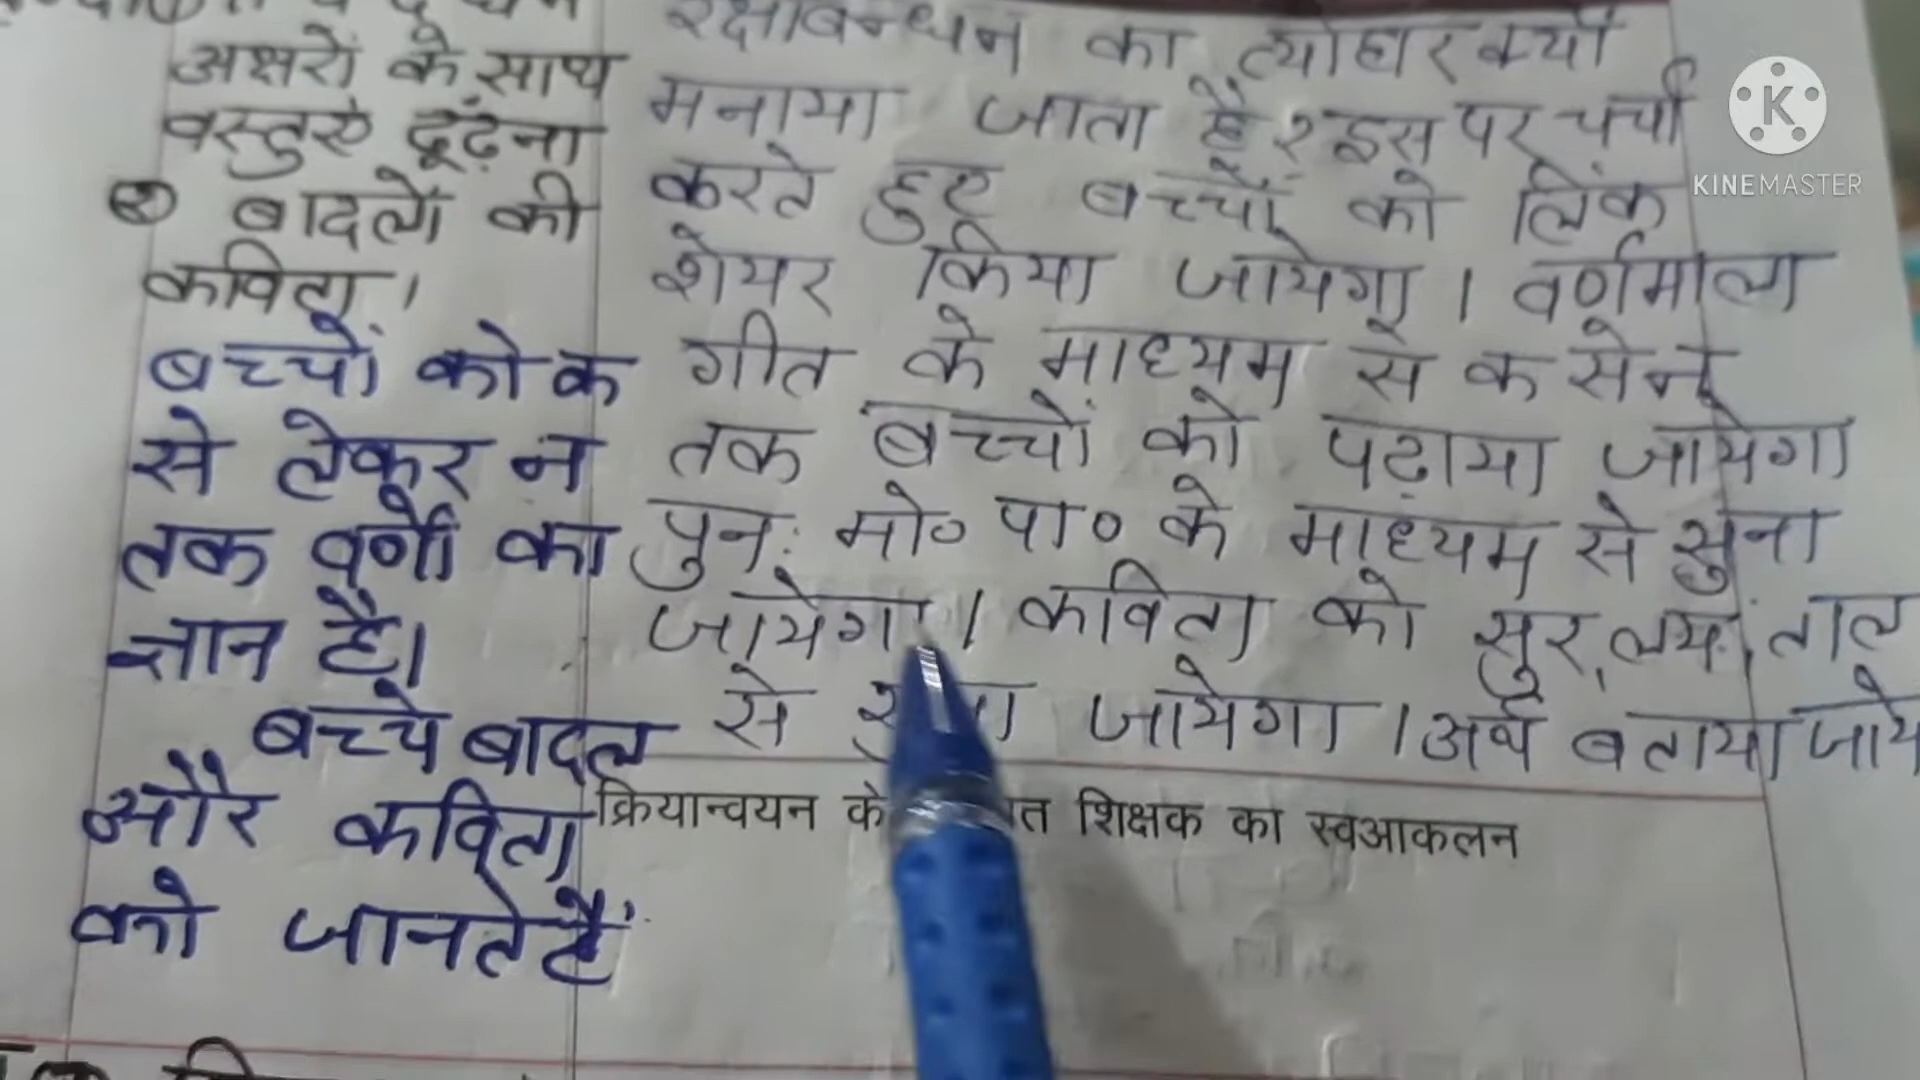 अक्षरों के साथ
वस्तुएं ढूंढ़ना
बादलों की
कविता।
बच्चों को क
से लेकर न
तक वर्णों का
ज्ञान है।
बच्चे बादल
और कविता
को जानते हैं
रक्षाबन्धन का त्योहार क्यों
मनाया जाता है? इस पर चर्चा
करते हुए बच्चों को लिंक
शेयर किया जायेगा। वर्णमाला
गीत के माध्यम से क से न
तक बच्चों को पढ़ाया जायेगा
पुन: मो० पा० के माध्यम से सुना
जायेगा। कविता को सुर, लय, ताल
से जायेगा। अर्थ बताया जाये
क्रियान्वयन के शिक्षक का स्वआकलन
KINEMASTER